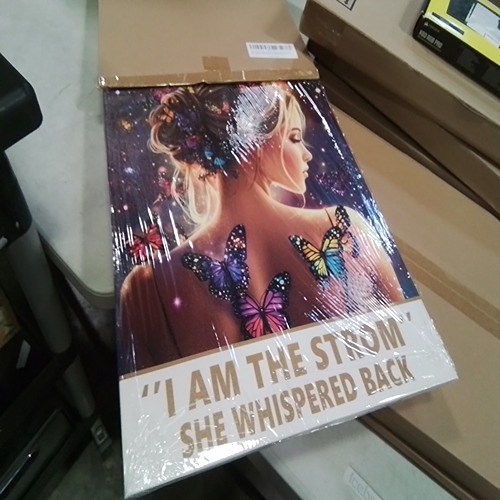 "I AM THE STROM"
SHE WHISPERED BACK